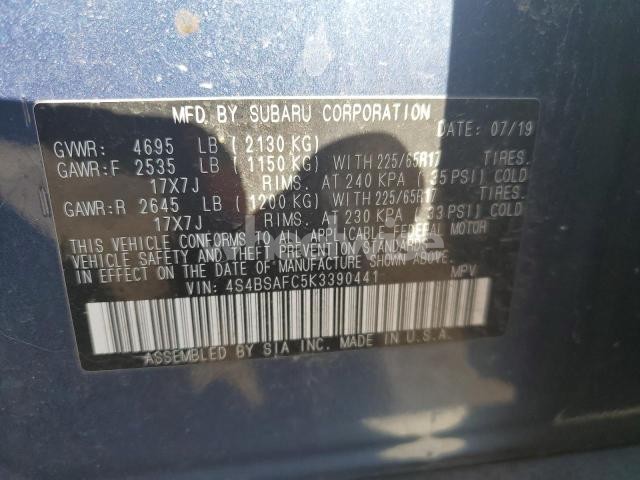 MFD. BY SUBARU CORPORATION
DATE: 07/19
GVWR: 4695 LB ( 2130 KG)
GAWR:F 2535 LB ( 1150 KG) WITH 225/65R17 TIRES.
17X7J RIMS. AT 240 KPA ( 35 PSI) COLD
GAWR:R 2645 LB ( 1200 KG) WITH 225/65R17 TIRES.
17X7J RIMS. AT 230 KPA ( 33 PSI) COLD
THIS VEHICLE CONFORMS TO ALL APPLICABLE FEDERAL MOTOR
VEHICLE SAFETY AND THEFT PREVENTION STANDARDS
IN EFFECT ON THE DATE OF MANUFACTURE SHOWN ABOVE.
VIN: 4S4BSAFC5K3390441 MPV
ASSEMBLED BY SIA INC. MADE IN U.S.A.